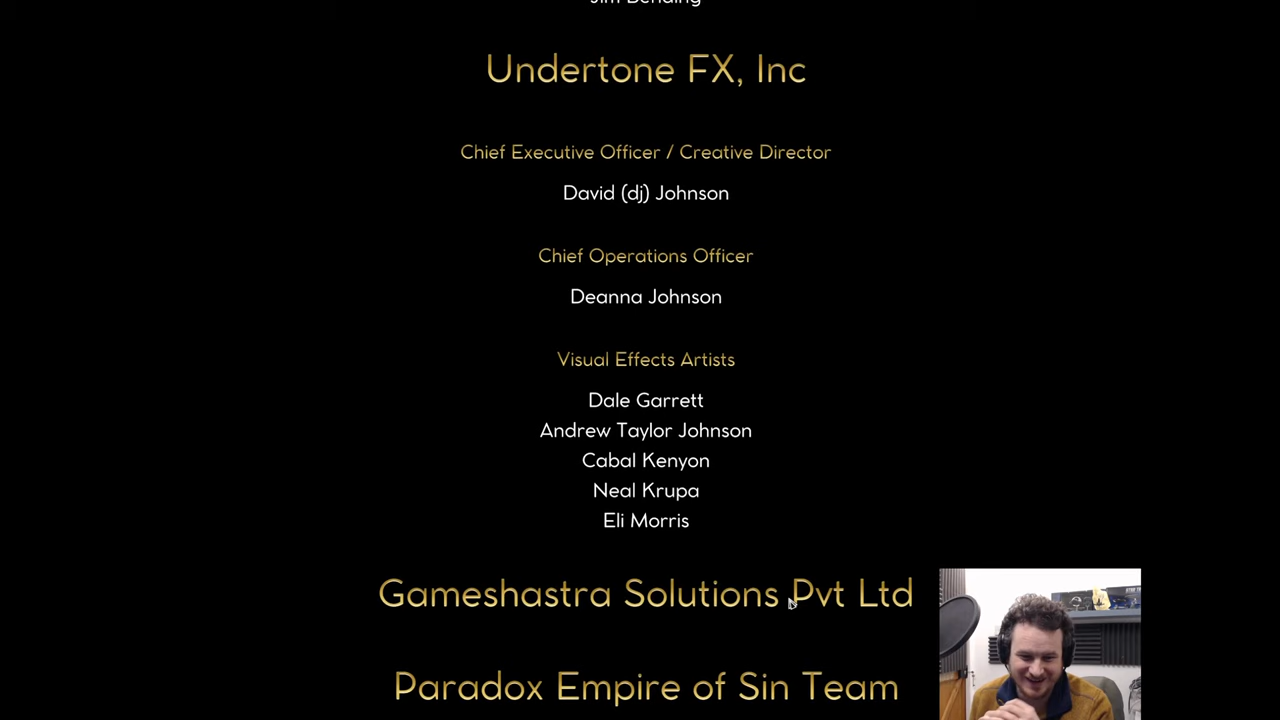 Jim Bending
Undertone FX, Inc
Chief Executive Officer / Creative Director
David (dj) Johnson
Chief Operations Officer
Deanna Johnson
Visual Effects Artists
Dale Garrett
Andrew Taylor Johnson
Cabal Kenyon
Neal Krupa
Eli Morris
Gameshastra Solutions Pvt Ltd
Paradox Empire of Sin Team